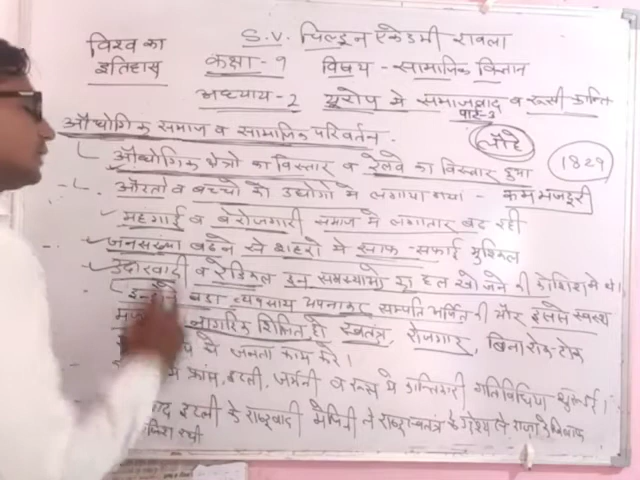 विश्व का
इतिहास
S.V. चिल्ड्रन एकेडमी रावला
कक्षा - 9 विषय - सामाजिक विज्ञान
अध्याय - 2 यूरोप मे समाजवाद व रूसी क्रान्ति
पार्ट-3
औद्योगिक समाज व सामाजिक परिवर्तन.
औद्योगिक क्षेत्रो का विस्तार व रेलवे का विस्तार हुआ
1829
औरतो व बच्चो को उद्योगो मे लगाया गया - कम मजदूरी
महगाई व बेरोजगारी समाज मे लगातार बढ रही
जनसंख्या बढने से शहरो मे साफ - सफाई मुश्किल
उदारवादी व रेडिकल इन समस्याओ का हल खोजने की कोशिश मे थे।
बडा व्यवसाय अपनाकर सम्पति अर्जित की और इससे स्वस्थ
नागरिक शिक्षित हो स्वतंत्र, रोजगार, बिना रोक-टोक
से जनता काम करे।
मे फ्रांस, इटली, जर्मनी व रूस मे क्रान्तिकारी गतिविधिया
इटली के राष्ट्रवादी ने
रची